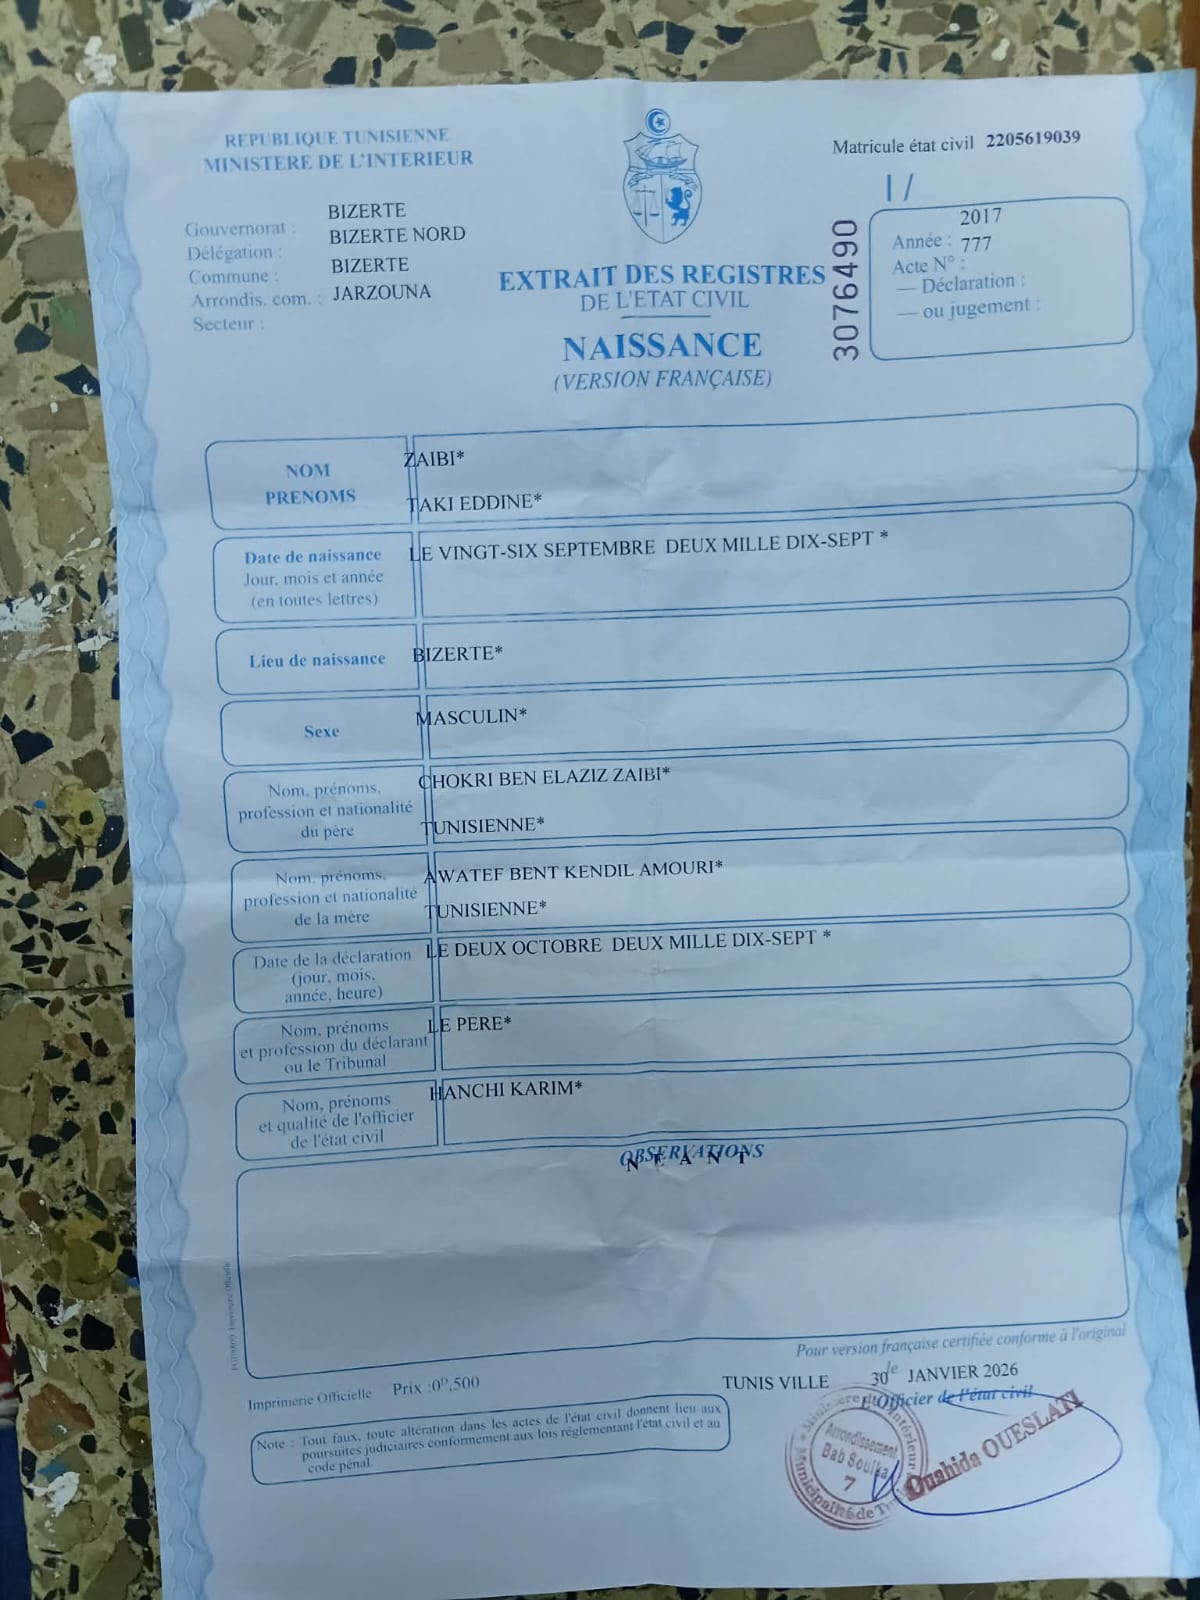 REPUBLIQUE TUNISIENNE
MINISTERE DE L'INTERIEUR
Matricule état civil 2205619039
1 /
Gouvernorat : BIZERTE
Délégation : BIZERTE NORD
Commune : BIZERTE
Arrondis. com. : JARZOUNA
Secteur :
EXTRAIT DES REGISTRES
DE L'ETAT CIVIL
NAISSANCE
(VERSION FRANÇAISE)
3076490
Année : 2017
Acte N° : 777
— Déclaration :
— ou jugement :
NOM ZAIBI*
PRENOMS TAKI EDDINE*
Date de naissance LE VINGT-SIX SEPTEMBRE DEUX MILLE DIX-SEPT *
Jour, mois et année
(en toutes lettres)
Lieu de naissance BIZERTE*
Sexe MASCULIN*
Nom, prénoms, CHOKRI BEN ELAZIZ ZAIBI*
profession et nationalité
du père TUNISIENNE*
Nom, prénoms, AWATEF BENT KENDIL AMOURI*
profession et nationalité
de la mère TUNISIENNE*
Date de la déclaration LE DEUX OCTOBRE DEUX MILLE DIX-SEPT *
(jour, mois,
année, heure)
Nom, prénoms LE PERE*
et profession du déclarant
ou le Tribunal
Nom, prénoms HANCHI KARIM*
et qualité de l'officier
de l'état civil
OBSERVATIONS
N E A N T
Pour version française certifiée conforme à l'original
Imprimerie Officielle Prix :0D,500
TUNIS VILLE 30 le JANVIER 2026
L'Officier de l'état civil
Note : Tout faux, toute altération dans les actes de l'état civil donnent lieu aux
poursuites judiciaires conformement aux lois réglementant l'état civil et au
code pénal.
Arrondissement
Bab Souika
7
Ouahida OUESLATI